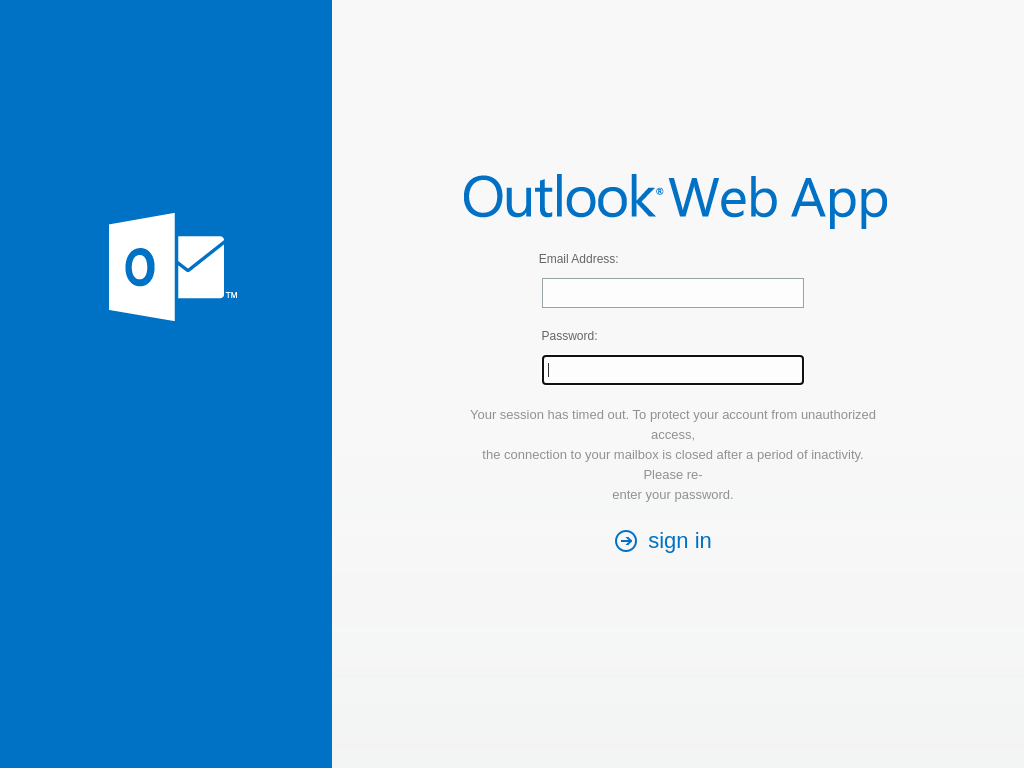 Outlook® Web App
O
TM
Email Address:
Password:
Your session has timed out. To protect your account from unauthorized
access,
the connection to your mailbox is closed after a period of inactivity.
Please re-
enter your password.
sign in